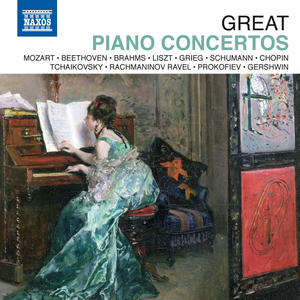 NAXOS
GREAT
PIANO CONCERTOS
MOZART • BEETHOVEN • BRAHMS • LISZT • GRIEG • SCHUMANN • CHOPIN
TCHAIKOVSKY • RACHMANINOV RAVEL • PROKOFIEV • GERSHWIN